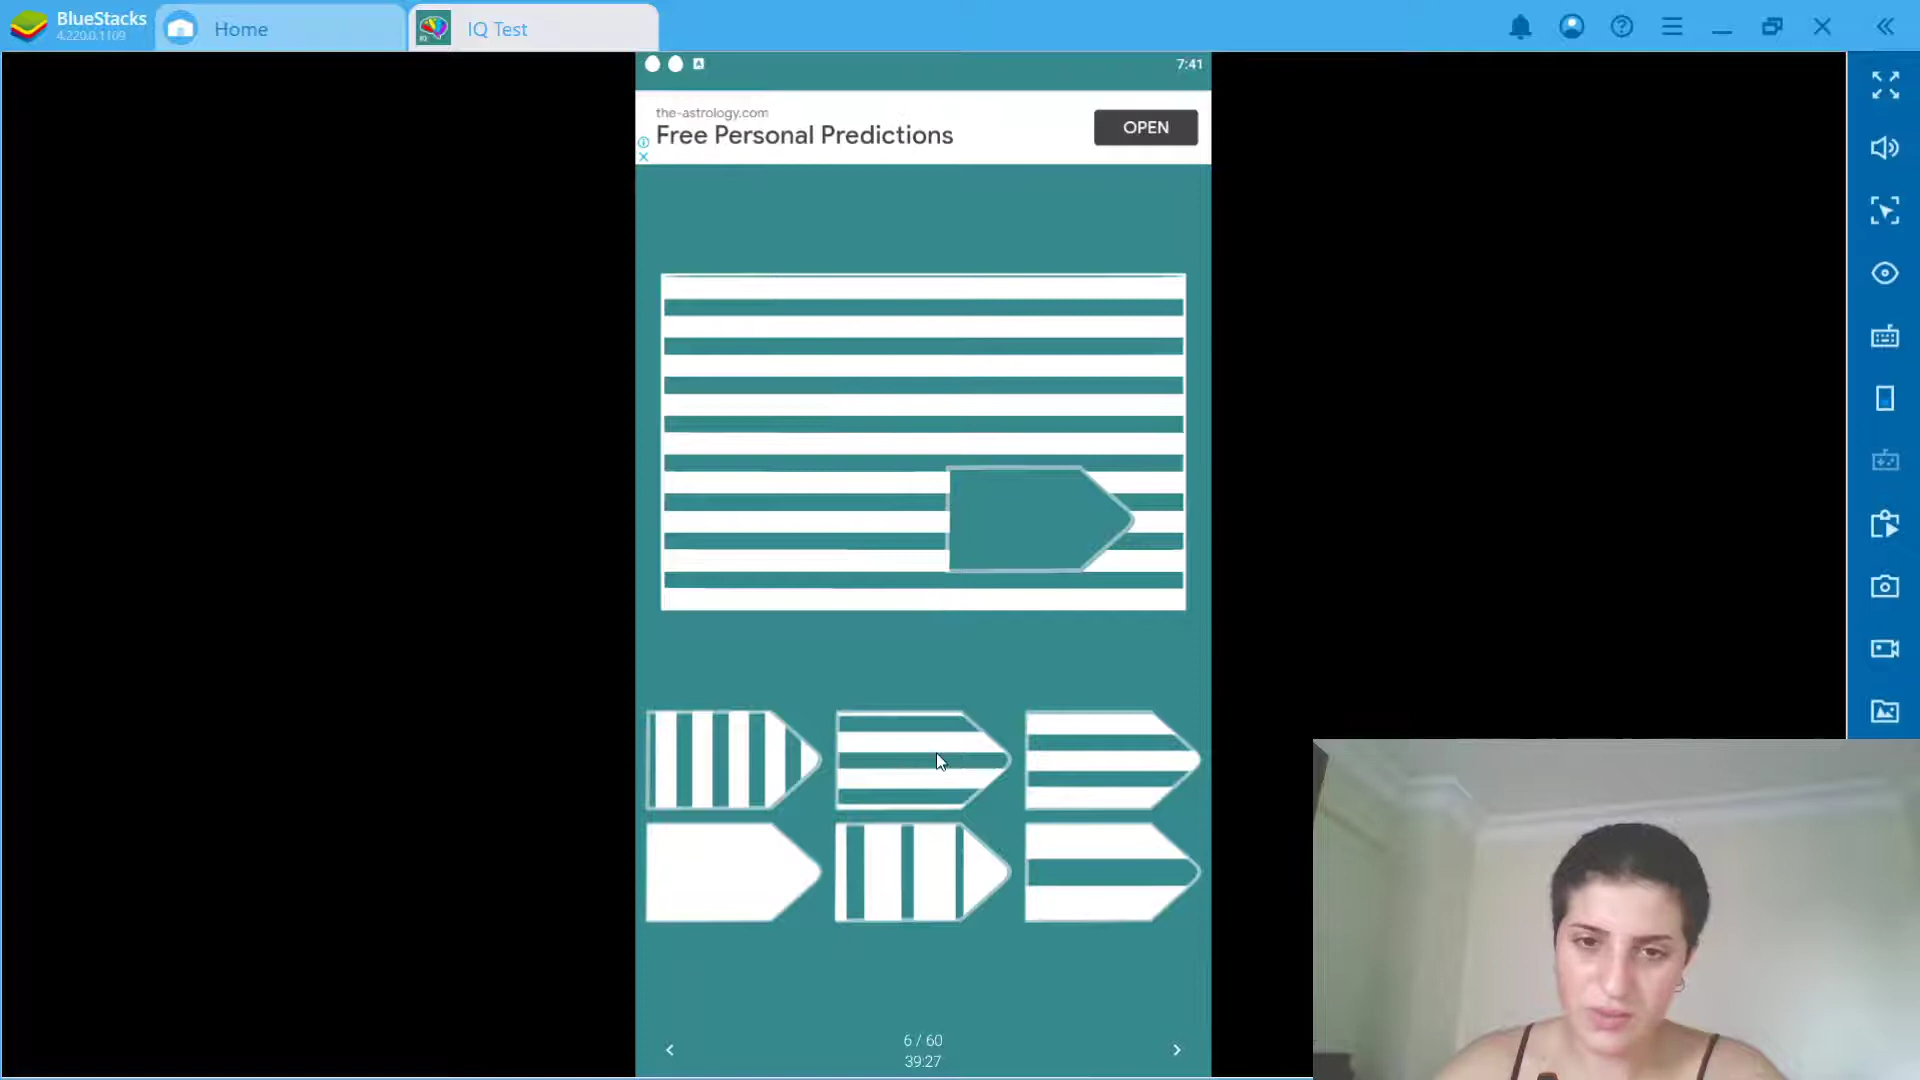 BlueStacks
4.220.0.1109
Home
IQ Test
7:41
the-astrology.com
Free Personal Predictions
OPEN
6 / 60
39:27